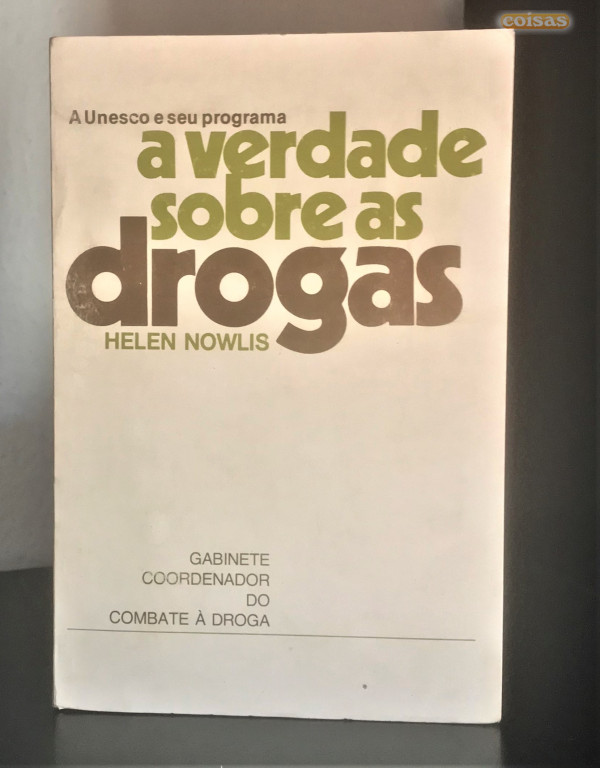 coisas
A Unesco e seu programa
a verdade
sobre as
drogas
HELEN NOWLIS
GABINETE
COORDENADOR
DO
COMBATE À DROGA